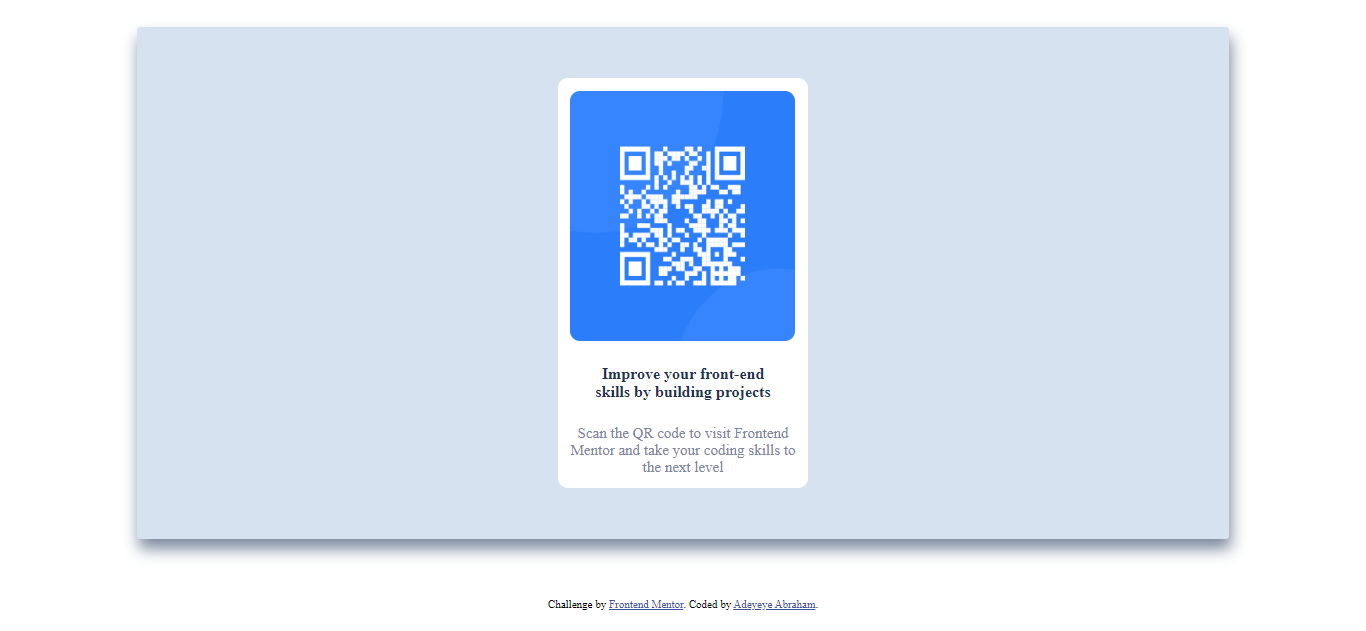 Improve your front-end
skills by building projects
Scan the QR code to visit Frontend
Mentor and take your coding skills to
the next level
Challenge by Frontend Mentor. Coded by Adeyeye Abraham.